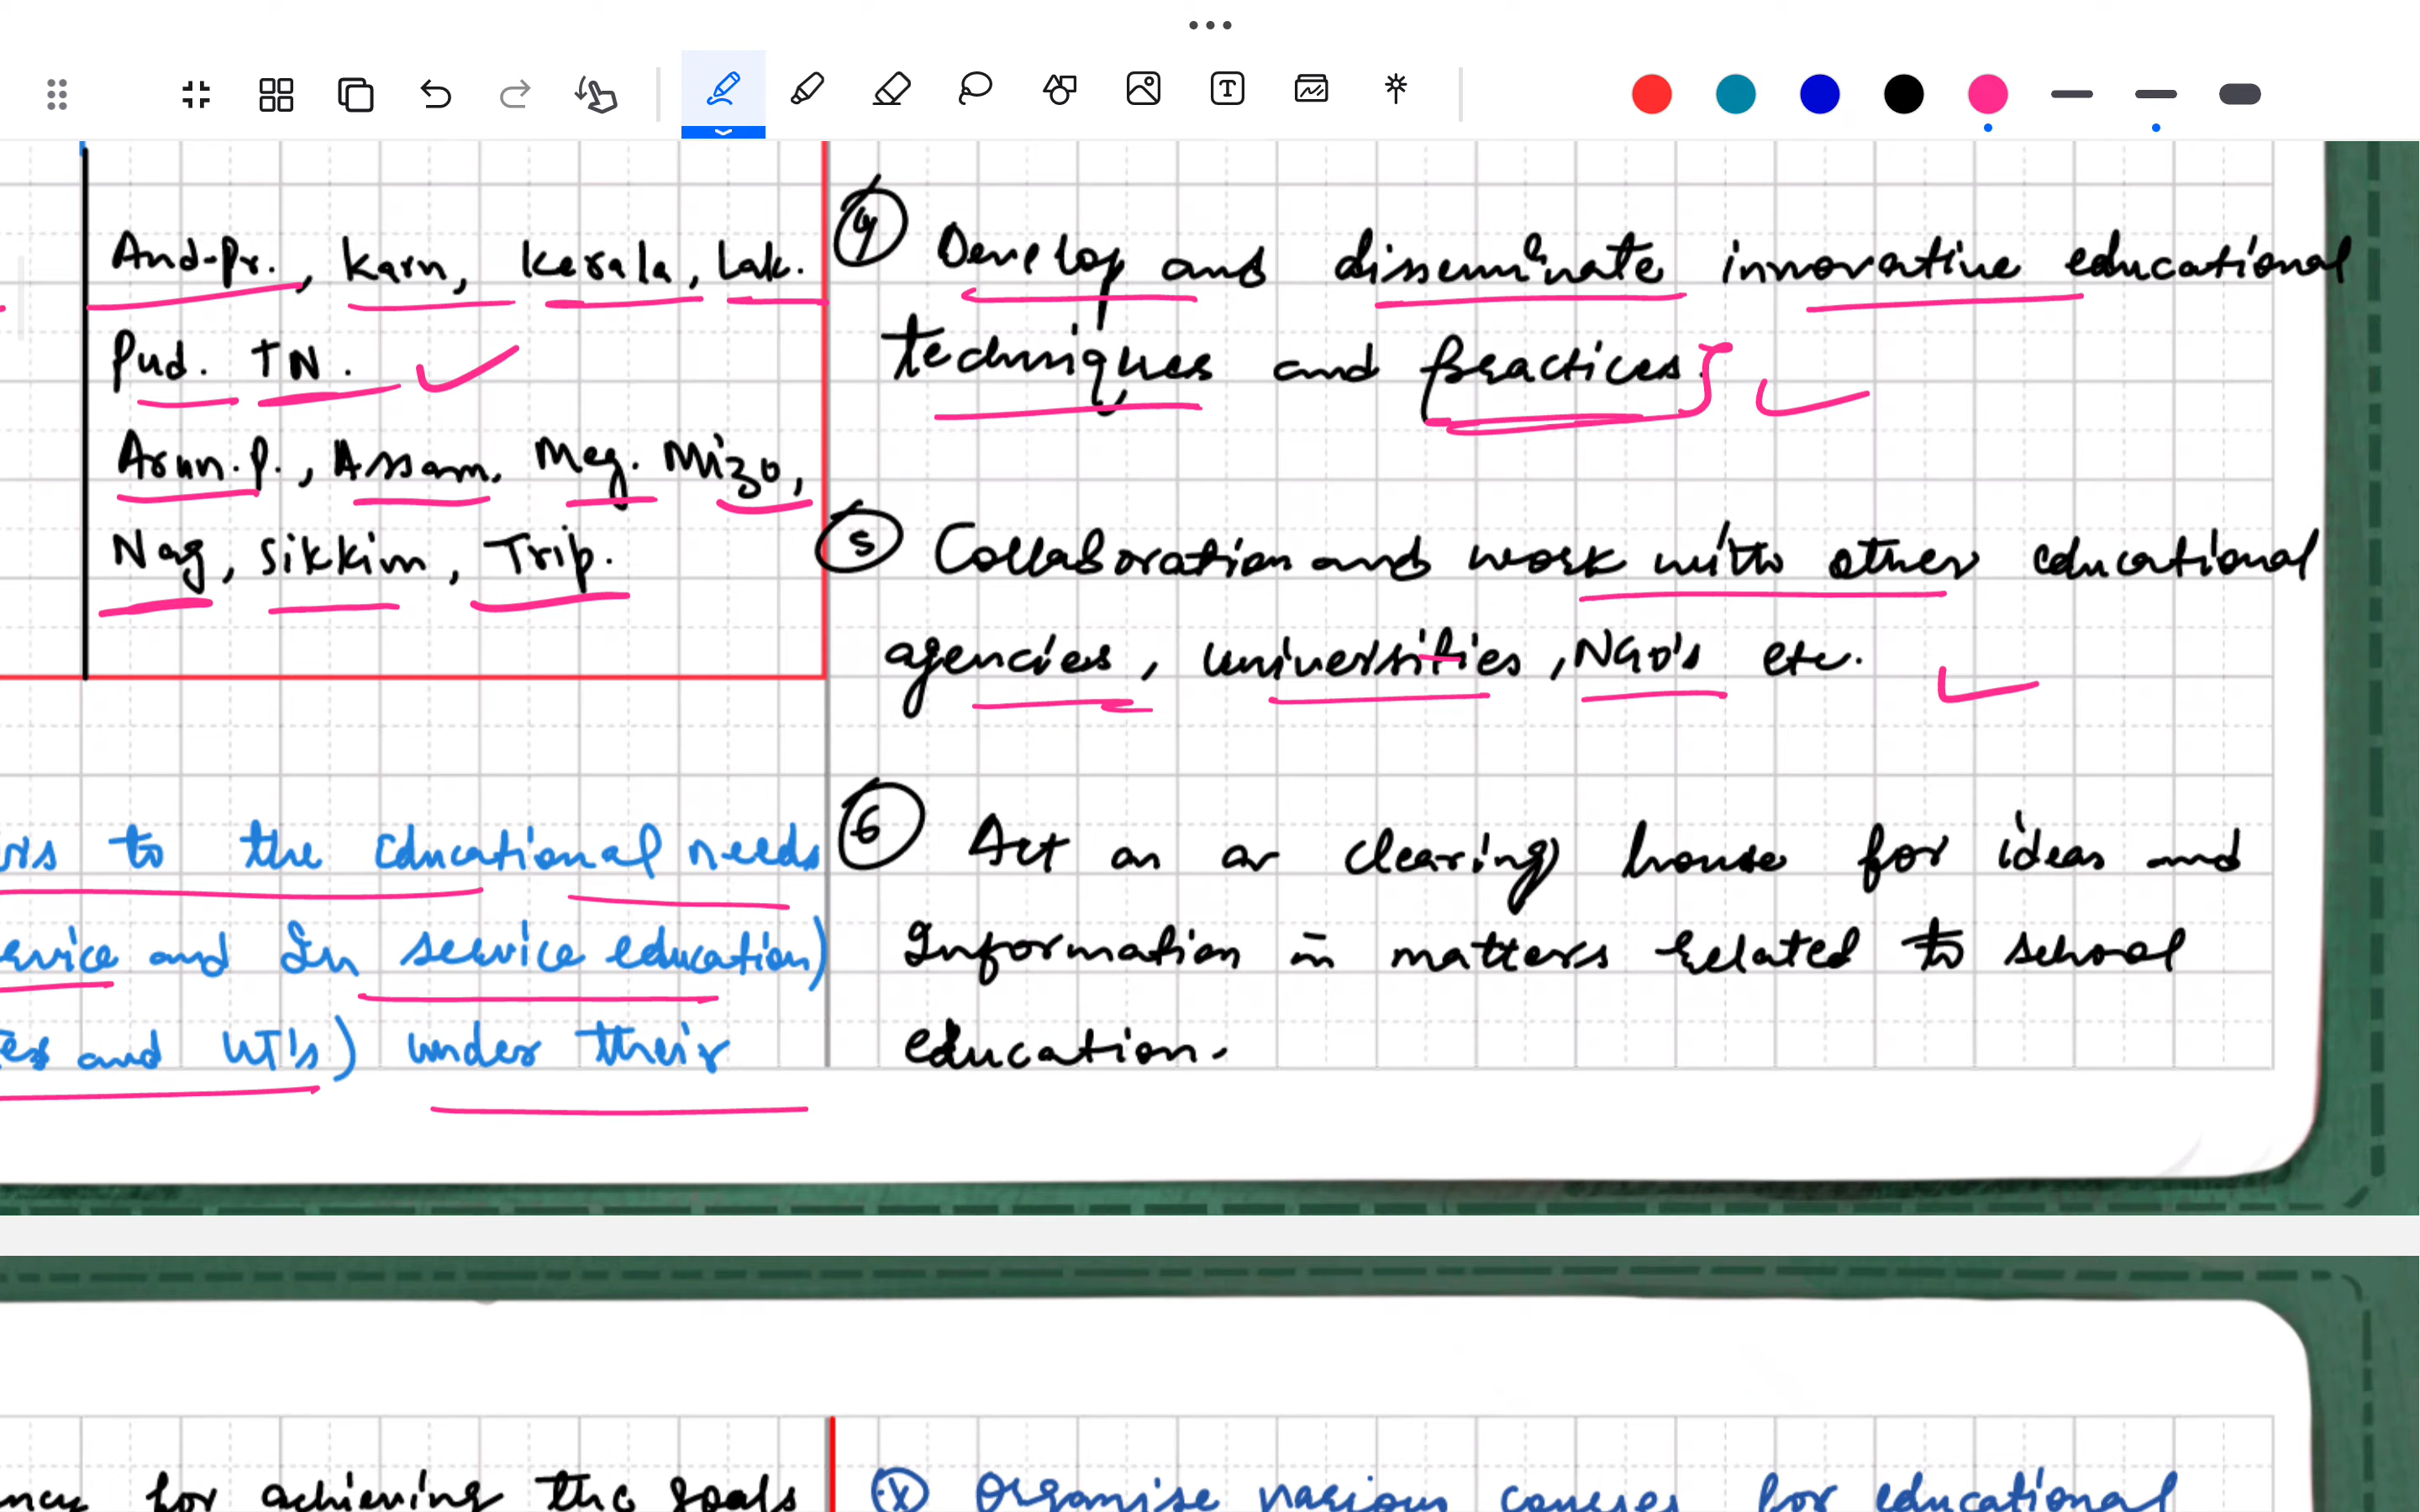 And-Pr., Karn, Kerala, Lak.
Pud. TN.
Arun.P., Assam, Meg. Mizo,
Nag, Sikkim, Trip.
to the Educational needs
and In service education)
and UT's) under their
for achieving the goals
④ Develop and disseminate innovative educational
techniques and practices.
⑤ Collaboration and work with other educational
agencies, universities, NGO's etc.
⑥ Act as a clearing house for ideas and
Information in matters related to school
education.
Organise various courses for educational